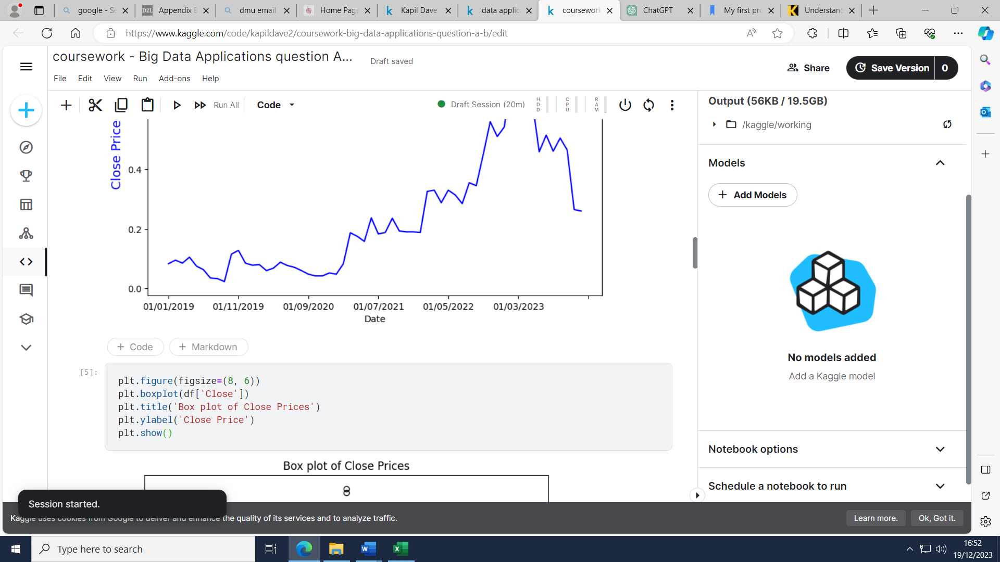 google - Se
Appendix E
dmu email
Home Page
Kapil Dave
data applic
coursework
ChatGPT
My first pro
Understanc
https://www.kaggle.com/code/kapildave2/coursework-big-data-applications-question-a-b/edit
coursework - Big Data Applications question A...
Draft saved
Share
Save Version
0
File Edit View Run Add-ons Help
Run All
Code
Draft Session (20m)
HDD
CPU
RAM
Output (56KB / 19.5GB)
/kaggle/working
Models
Add Models
No models added
Add a Kaggle model
Notebook options
Schedule a notebook to run
Close Price
0.4
0.2
0.0
01/01/2019 01/11/2019 01/09/2020 01/07/2021 01/05/2022 01/03/2023
Date
+ Code
+ Markdown
[5]:
plt.figure(figsize=(8, 6))
plt.boxplot(df['Close'])
plt.title('Box plot of Close Prices')
plt.ylabel('Close Price')
plt.show()
Box plot of Close Prices
Session started.
Kaggle uses cookies from Google to deliver and enhance the quality of its services and to analyze traffic.
Learn more.
Ok, Got it.
Type here to search
16:52
19/12/2023